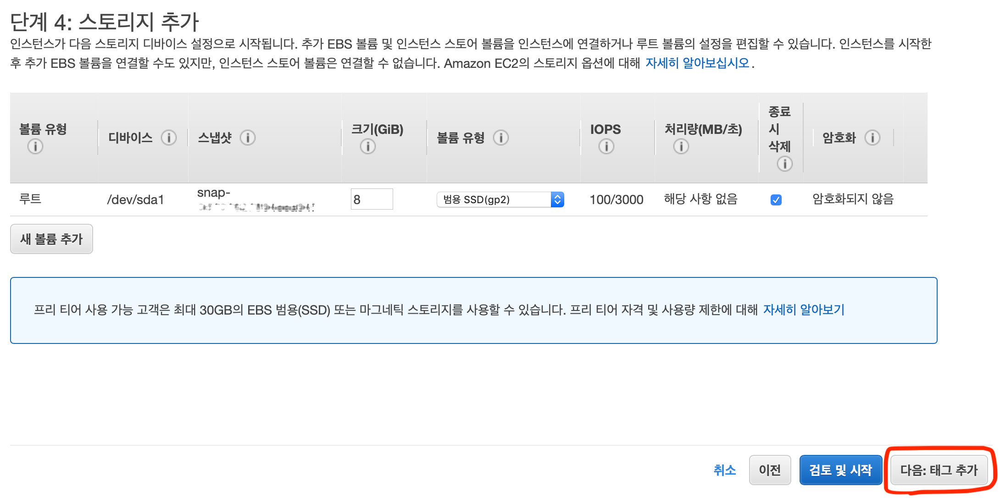 단계 4: 스토리지 추가
인스턴스가 다음 스토리지 디바이스 설정으로 시작됩니다. 추가 EBS 볼륨 및 인스턴스 스토어 볼륨을 인스턴스에 연결하거나 루트 볼륨의 설정을 편집할 수 있습니다. 인스턴스를 시작한
후 추가 EBS 볼륨을 연결할 수도 있지만, 인스턴스 스토어 볼륨은 연결할 수 없습니다. Amazon EC2의 스토리지 옵션에 대해 자세히 알아보십시오.
볼륨 유형
디바이스
스냅샷
크기(GiB)
볼륨 유형
IOPS
처리량(MB/초)
종료
시
삭제
암호화
루트
/dev/sda1
snap-
8
범용 SSD(gp2)
100/3000
해당 사항 없음
암호화되지 않음
새 볼륨 추가
프리 티어 사용 가능 고객은 최대 30GB의 EBS 범용(SSD) 또는 마그네틱 스토리지를 사용할 수 있습니다. 프리 티어 자격 및 사용량 제한에 대해 자세히 알아보기
취소
이전
검토 및 시작
다음: 태그 추가